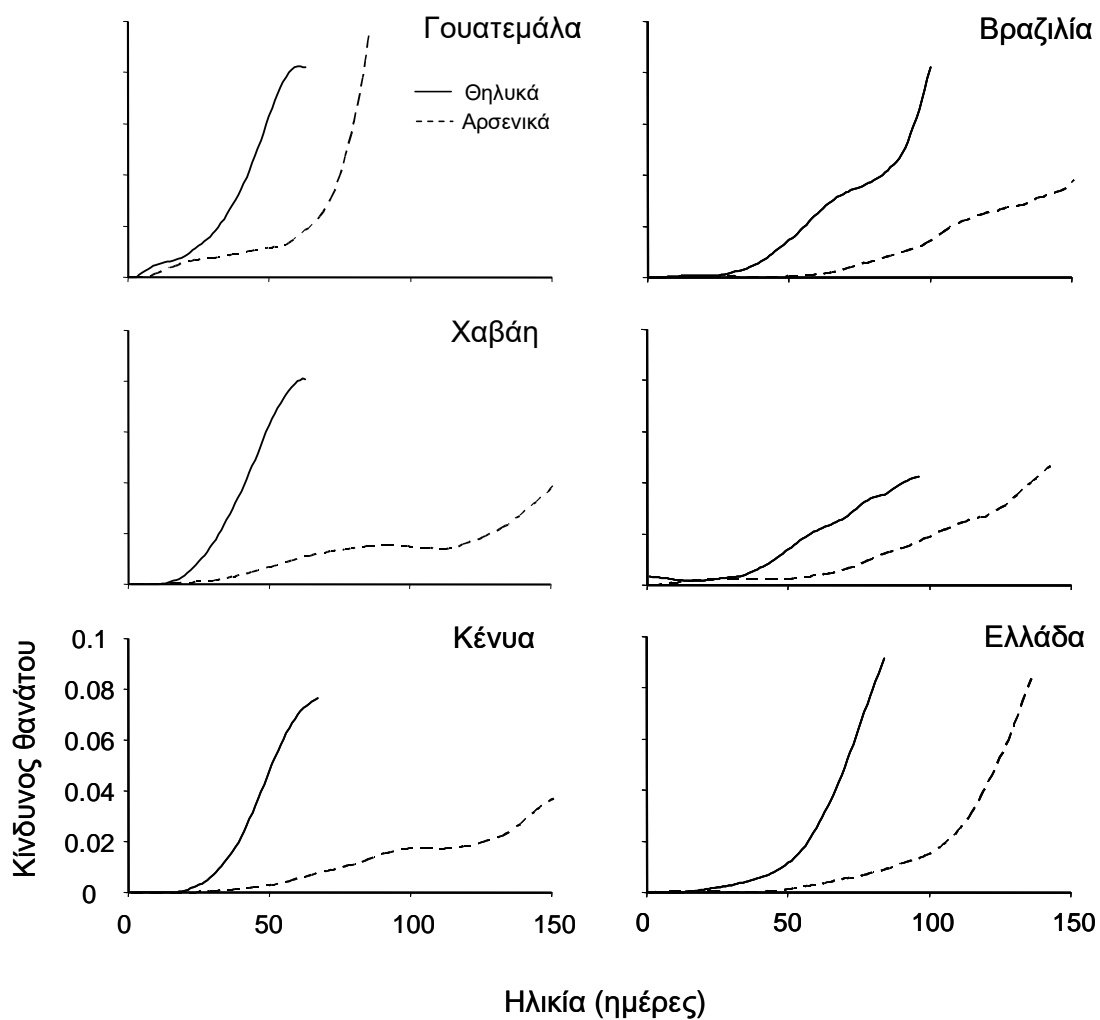 Γουατεμάλα
Βραζιλία
Θηλυκά
Αρσενικά
Χαβάη
Κένυα
Ελλάδα
Κίνδυνος θανάτου
0.1
0.08
0.06
0.04
0.02
0
0 50 100 150
0 50 100 150
Ηλικία (ημέρες)